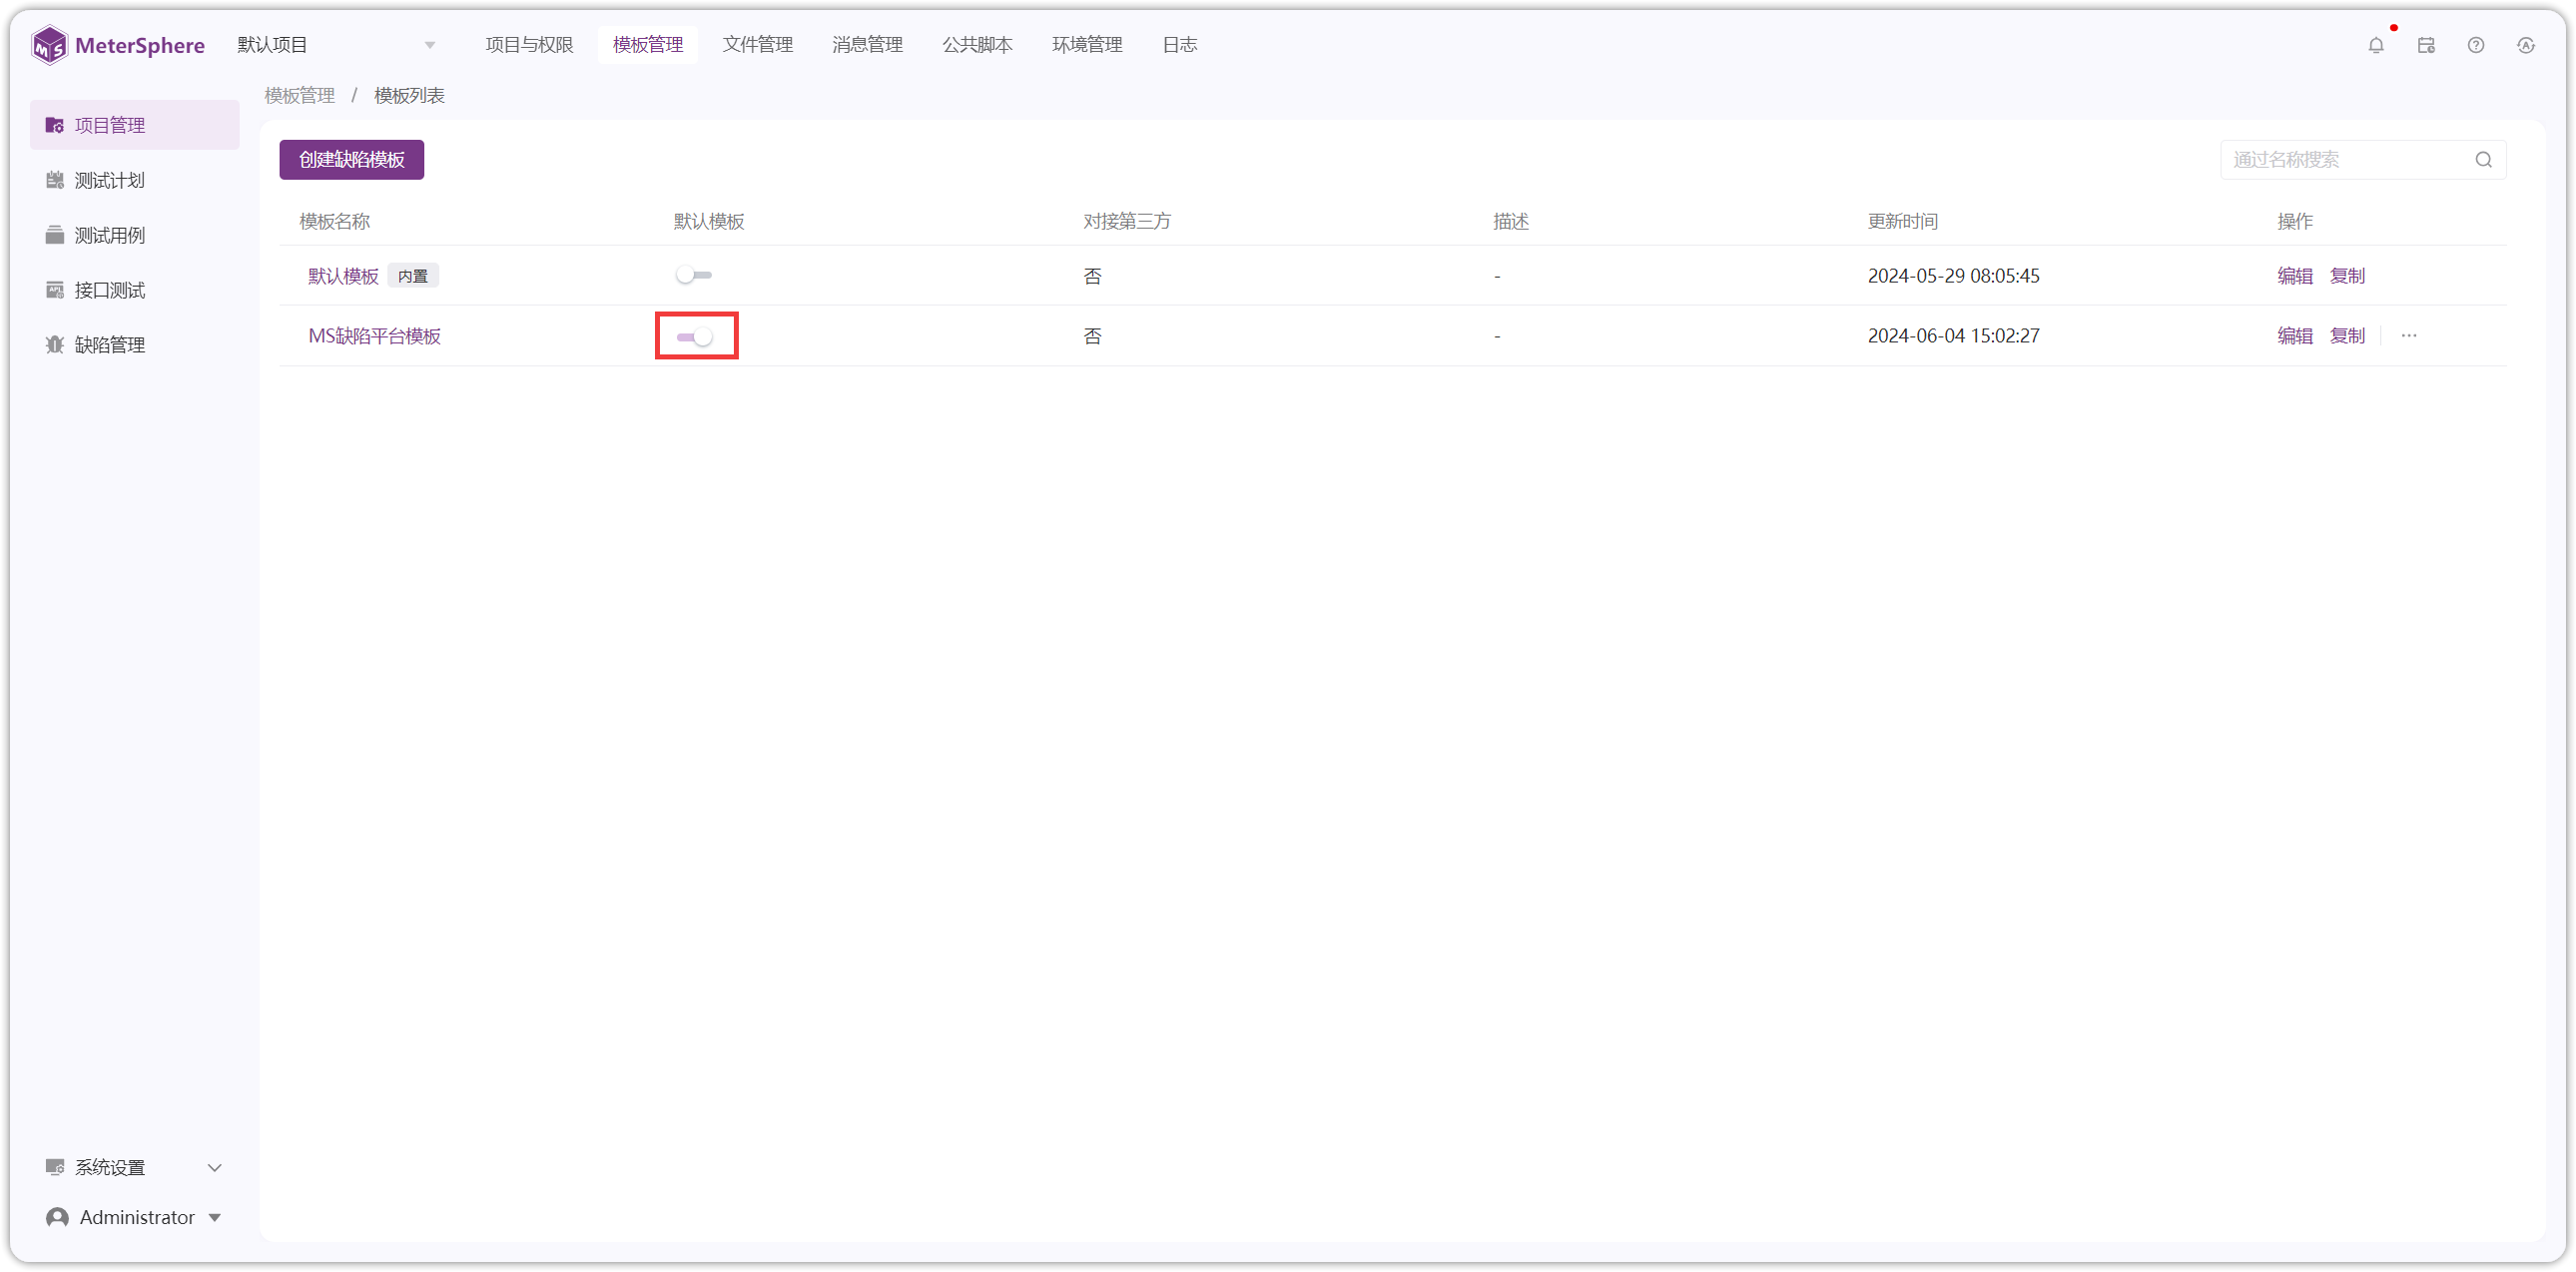 MeterSphere 默认项目 项目与权限 模板管理 文件管理 消息管理 公共脚本 环境管理 日志
模板管理 / 模板列表
项目管理
测试计划
测试用例
接口测试
缺陷管理
创建缺陷模板 通过名称搜索
模板名称 默认模板 对接第三方 描述 更新时间 操作
默认模板 内置 否 - 2024-05-29 08:05:45 编辑 复制
MS缺陷平台模板 否 - 2024-06-04 15:02:27 编辑 复制 ...
系统设置
Administrator